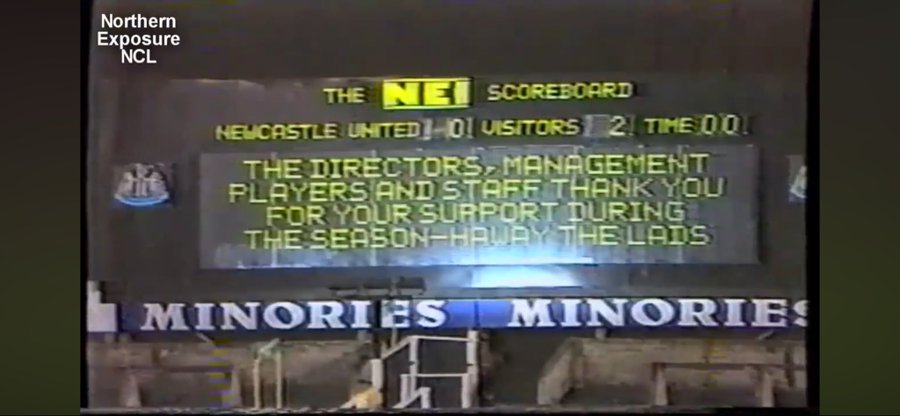 Northern
Exposure
NCL
THE NEI SCOREBOARD
NEWCASTLE UNITED 0 VISITORS 2 TIME 00
THE DIRECTORS, MANAGEMENT
PLAYERS AND STAFF THANK YOU
FOR YOUR SUPPORT DURING
THE SEASON-HAWAY THE LADS
MINORIES MINORIES